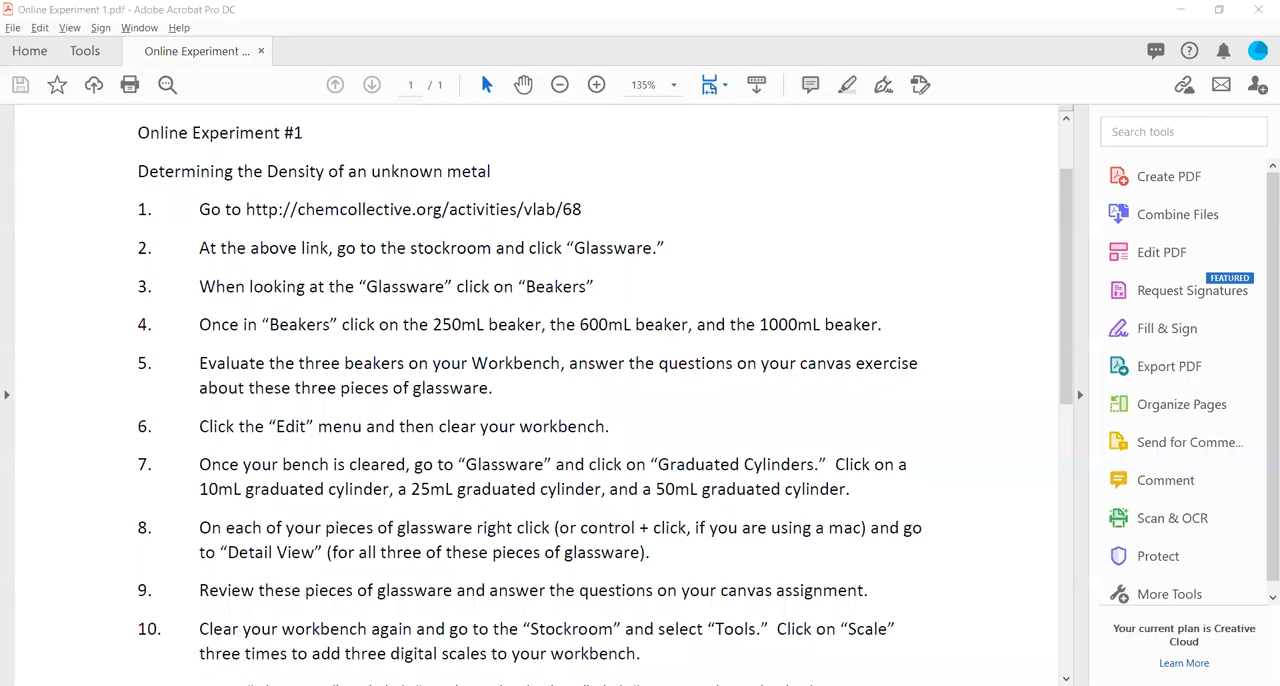 Online Experiment 1.pdf - Adobe Acrobat Pro DC
File Edit View Sign Window Help
Home Tools Online Experiment ... ×
1 / 1 135%
Online Experiment #1
Determining the Density of an unknown metal
1. Go to http://chemcollective.org/activities/vlab/68
2. At the above link, go to the stockroom and click “Glassware.”
3. When looking at the “Glassware” click on “Beakers”
4. Once in “Beakers” click on the 250mL beaker, the 600mL beaker, and the 1000mL beaker.
5. Evaluate the three beakers on your Workbench, answer the questions on your canvas exercise
about these three pieces of glassware.
6. Click the “Edit” menu and then clear your workbench.
7. Once your bench is cleared, go to “Glassware” and click on “Graduated Cylinders.” Click on a
10mL graduated cylinder, a 25mL graduated cylinder, and a 50mL graduated cylinder.
8. On each of your pieces of glassware right click (or control + click, if you are using a mac) and go
to “Detail View” (for all three of these pieces of glassware).
9. Review these pieces of glassware and answer the questions on your canvas assignment.
10. Clear your workbench again and go to the “Stockroom” and select “Tools.” Click on “Scale”
three times to add three digital scales to your workbench.
Search tools
Create PDF
Combine Files
Edit PDF
FEATURED
Request Signatures
Fill & Sign
Export PDF
Organize Pages
Send for Comme...
Comment
Scan & OCR
Protect
More Tools
Your current plan is Creative
Cloud
Learn More